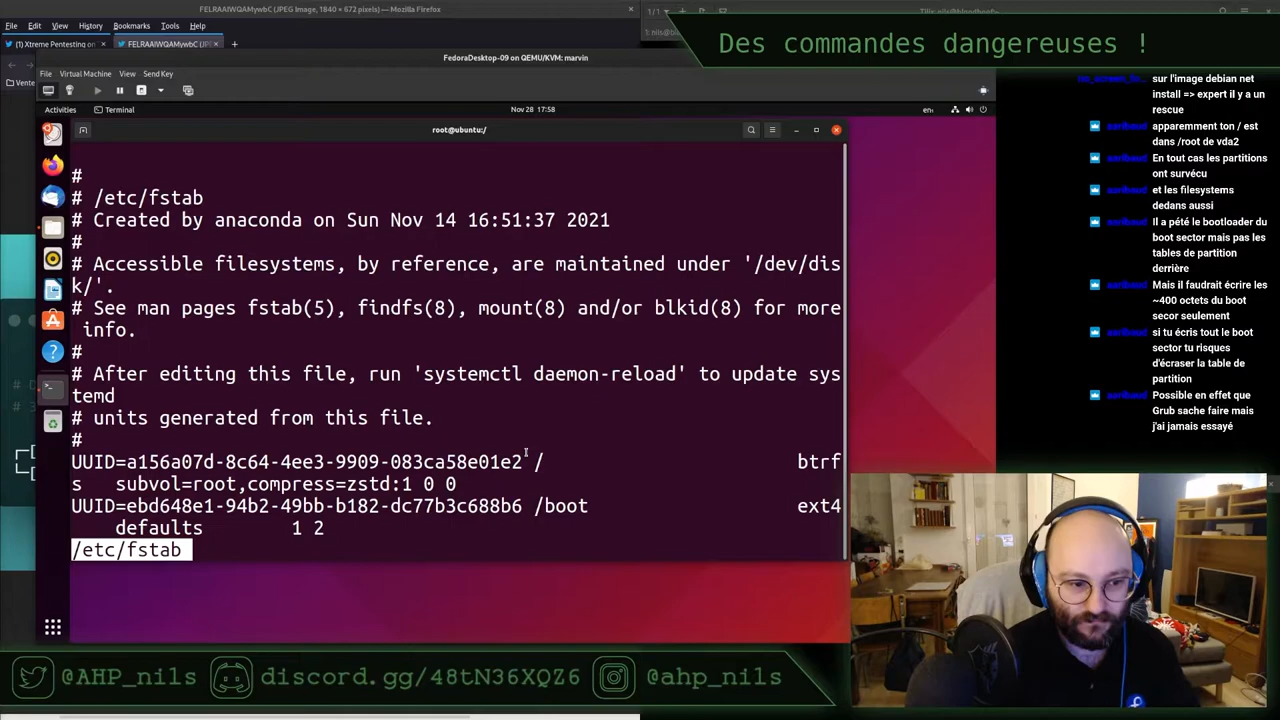 FELRAAIWQAMywbC (JPEG Image, 1840 × 672 pixels) — Mozilla Firefox
File Edit View History Bookmarks Tools Help
(1) Xtreme Pentesting on
FELRAAIWQAMywbC (JPE
1/1
Des commandes dangereuses !
FedoraDesktop-09 on QEMU/KVM: marvin
File Virtual Machine View Send Key
Activities Terminal Nov 28 17:58 en
root@ubuntu:/
#
# /etc/fstab
# Created by anaconda on Sun Nov 14 16:51:37 2021
#
# Accessible filesystems, by reference, are maintained under '/dev/dis
k/'.
# See man pages fstab(5), findfs(8), mount(8) and/or blkid(8) for more
info.
#
# After editing this file, run 'systemctl daemon-reload' to update sys
temd
# units generated from this file.
#
UUID=a156a07d-8c64-4ee3-9909-083ca58e01e2 / btrf
s subvol=root,compress=zstd:1 0 0
UUID=ebd648e1-94b2-49bb-b182-dc77b3c688b6 /boot ext4
defaults 1 2
/etc/fstab
sur l'image debian net
install => expert il y a un
rescue
apparemment ton / est
dans /root de vda2
En tout cas les partitions
ont survécu
et les filesystems
dedans aussi
Il a pété le bootloader du
boot sector mais pas les
tables de partition
derrière
Mais il faudrait écrire les
~400 octets du boot
secor seulement
si tu écris tout le boot
sector tu risques
d'écraser la table de
partition
Possible en effet que
Grub sache faire mais
j'ai jamais essayé
@AHP_nils discord.gg/48tN36XQZ6 @ahp_nils